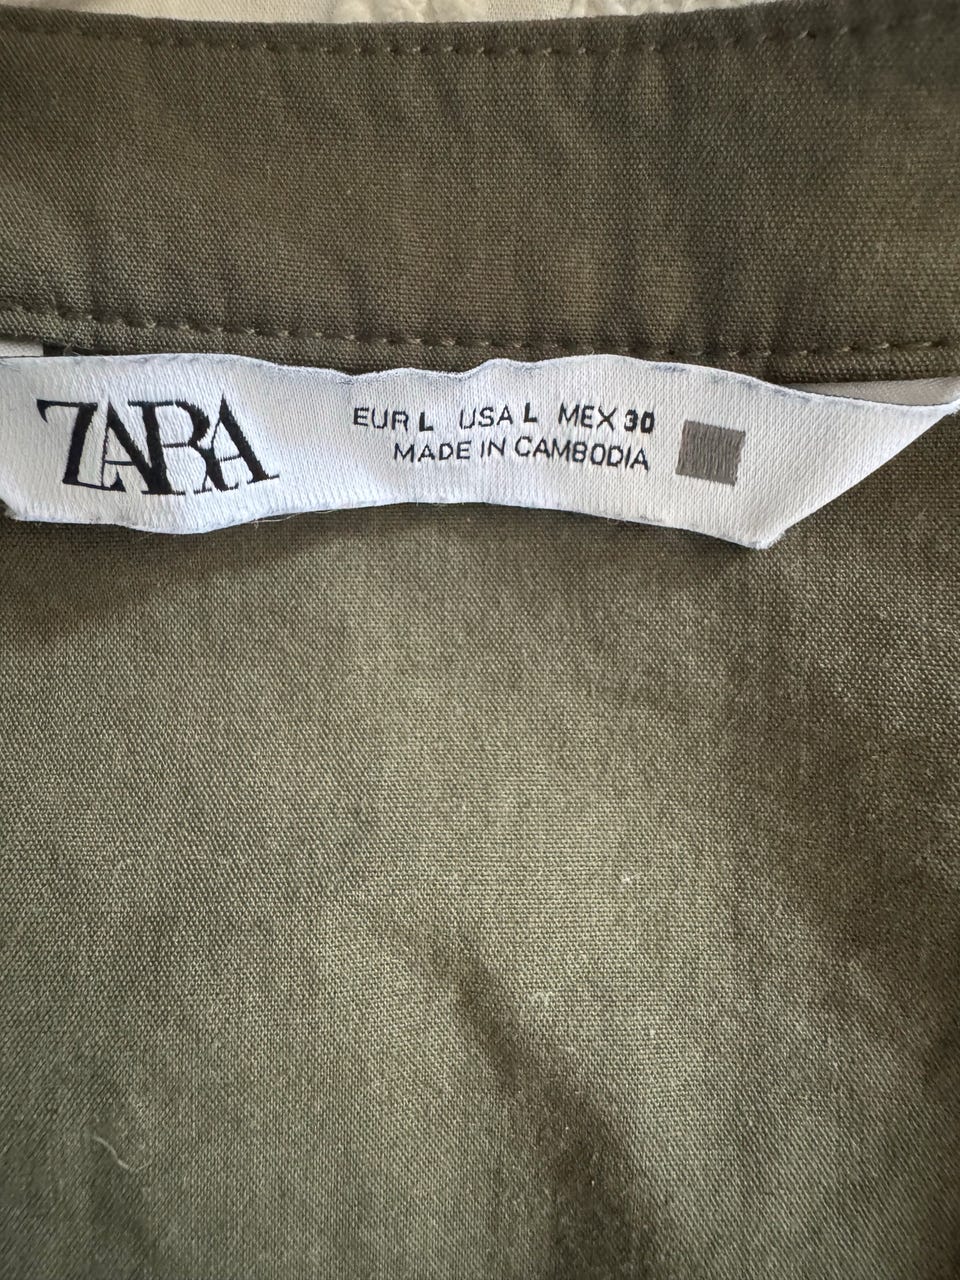 ZARA
EUR L USA L MEX 30
MADE IN CAMBODIA